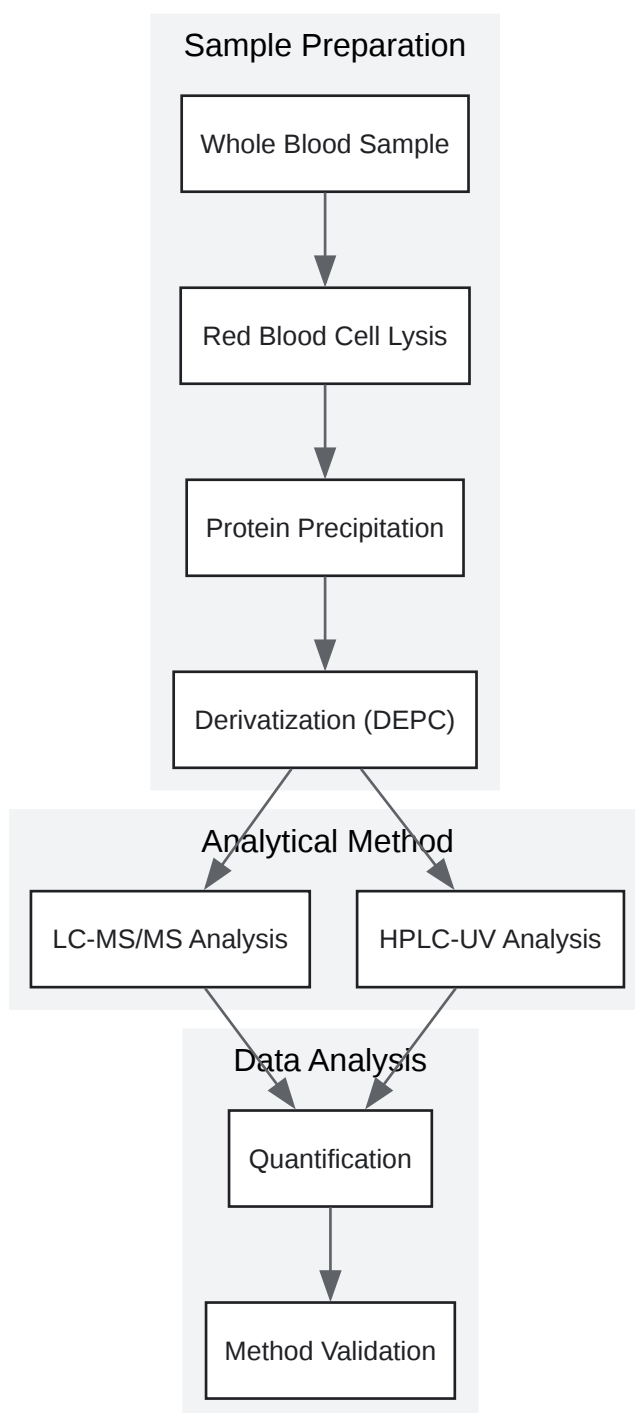 Sample Preparation
Whole Blood Sample
Red Blood Cell Lysis
Protein Precipitation
Derivatization (DEPC)
Analytical Method
LC-MS/MS Analysis
HPLC-UV Analysis
Data Analysis
Quantification
Method Validation